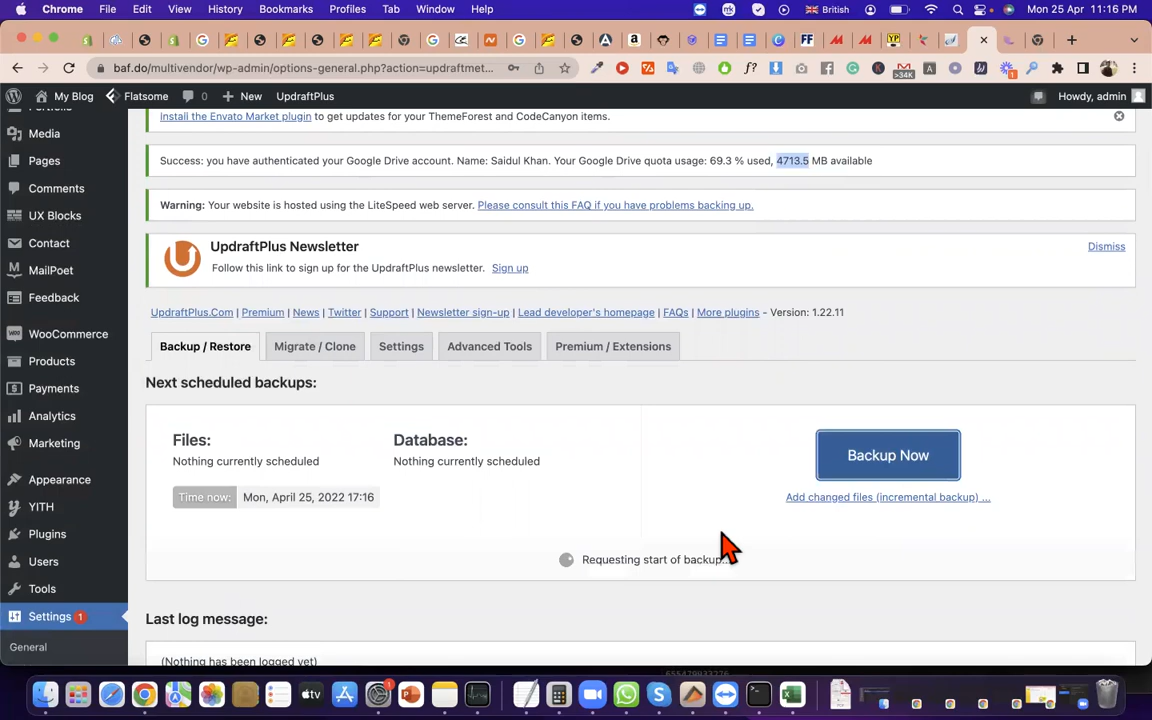 Chrome File Edit View History Bookmarks Profiles Tab Window Help British Mon 25 Apr 11:16 PM
baf.do/multivendor/wp-admin/options-general.php?action=updraftmet...
My Blog Flatsome 0 New UpdraftPlus Howdy, admin
Media
Pages
Comments
UX Blocks
Contact
MailPoet
Feedback
WooCommerce
Products
Payments
Analytics
Marketing
Appearance
YITH
Plugins
Users
Tools
Settings 1
General
Install the Envato Market plugin to get updates for your ThemeForest and CodeCanyon items.
Success: you have authenticated your Google Drive account. Name: Saidul Khan. Your Google Drive quota usage: 69.3 % used, 4713.5 MB available
Warning: Your website is hosted using the LiteSpeed web server. Please consult this FAQ if you have problems backing up.
UpdraftPlus Newsletter
Dismiss
Follow this link to sign up for the UpdraftPlus newsletter. Sign up
UpdraftPlus.Com | Premium | News | Twitter | Support | Newsletter sign-up | Lead developer's homepage | FAQs | More plugins - Version: 1.22.11
Backup / Restore Migrate / Clone Settings Advanced Tools Premium / Extensions
Next scheduled backups:
Files: Database:
Nothing currently scheduled Nothing currently scheduled
Time now: Mon, April 25, 2022 17:16
Backup Now
Add changed files (incremental backup) ...
Requesting start of backup...
Last log message:
(Nothing has been logged yet)